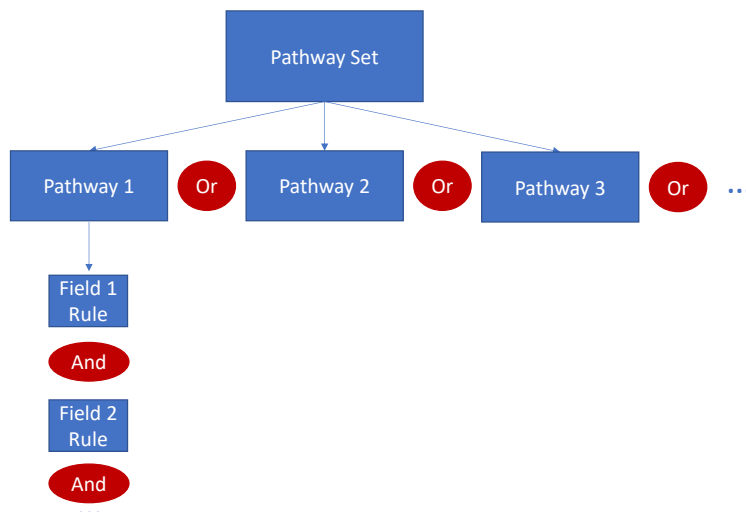 Pathway Set
Pathway 1
Or
Pathway 2
Or
Pathway 3
Or
..
Field 1
Rule
And
Field 2
Rule
And